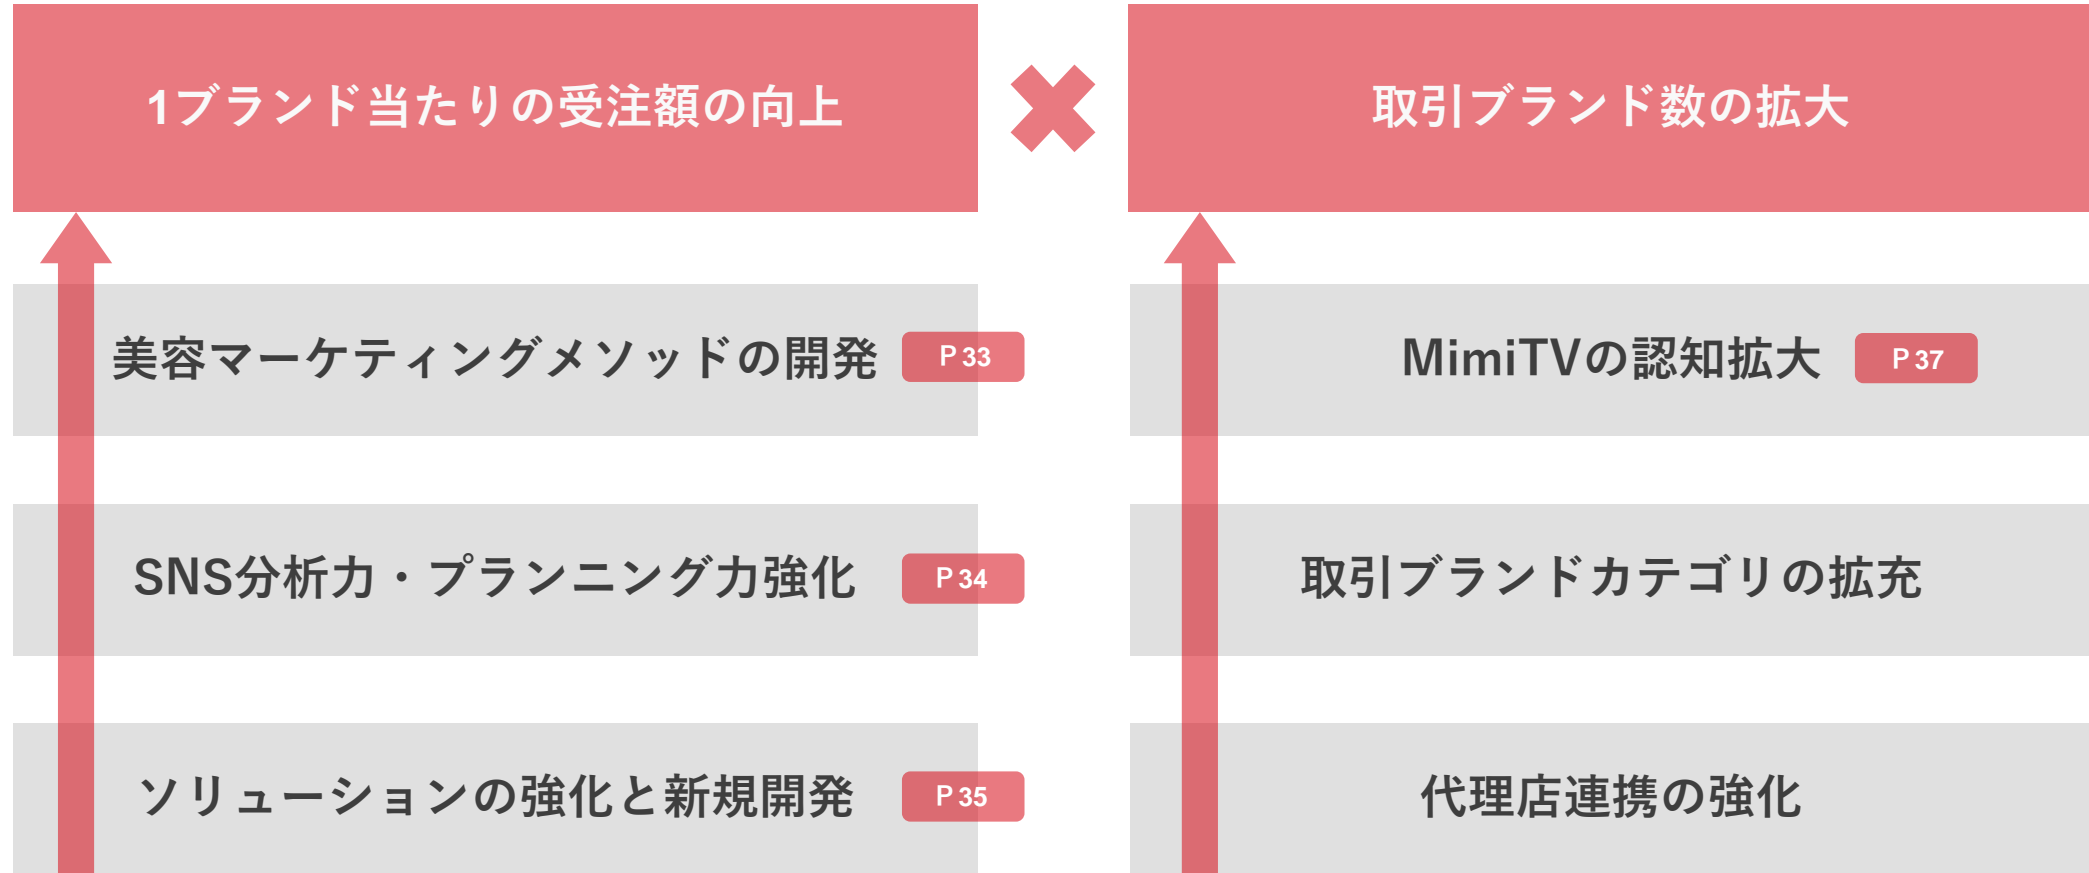 1ブランド当たりの受注額の向上
取引ブランド数の拡大
美容マーケティングメソッドの開発
P 33
MimiTVの認知拡大
P 37
SNS分析力・プランニング力強化
P 34
取引ブランドカテゴリの拡充
ソリューションの強化と新規開発
P 35
代理店連携の強化